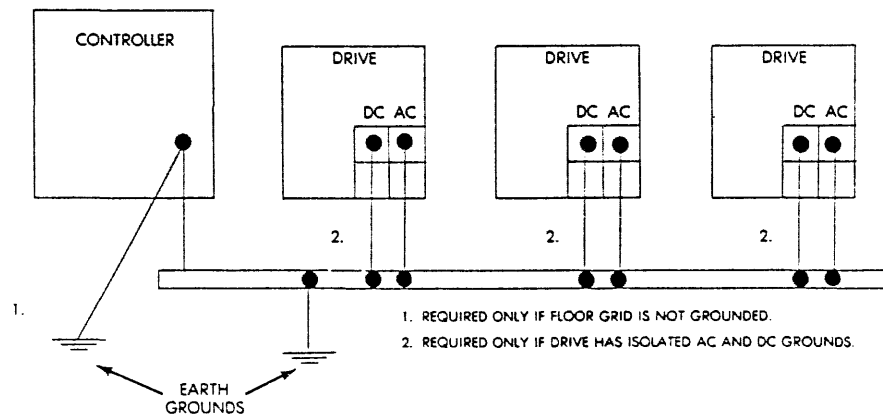 CONTROLLER
DRIVE
DRIVE
DRIVE
DC AC
DC AC
DC AC
2.
2.
2.
1.
1. REQUIRED ONLY IF FLOOR GRID IS NOT GROUNDED.
2. REQUIRED ONLY IF DRIVE HAS ISOLATED AC AND DC GROUNDS.
EARTH
GROUNDS